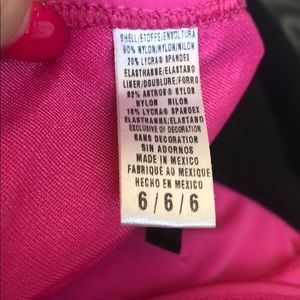 SHELL/ETOFFE/ENVOLTURA
80% NYLON/NYLON/NILON
20% LYCRA® SPANDEX
ELASTHANNE/ELASTANO
LINER/DOUBLURE/FORRO
82% ANTRON® NYLON
NYLON NILON
18% LYCRA® SPANDEX
ELASTHANNE/ELASTANO
EXCLUSIVE OF DECORATION
SANS DECORATION
SIN ADORNOS
MADE IN MEXICO
FABRIQUE AU MEXIQUE
HECHO EN MEXICO
6/6/6